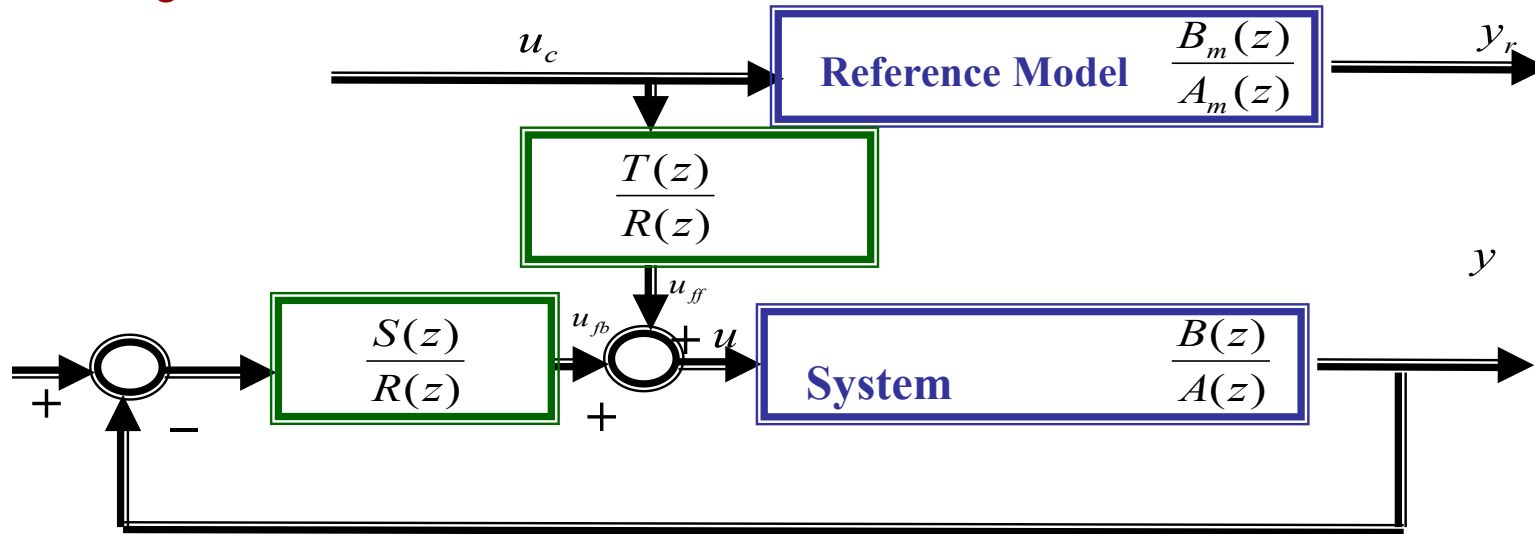 u_c
Reference Model B_m(z)
A_m(z)
y_r
T(z)
R(z)
u_ff
y
S(z)
R(z)
u_fb
+
u
System B(z)
A(z)
+
−
+